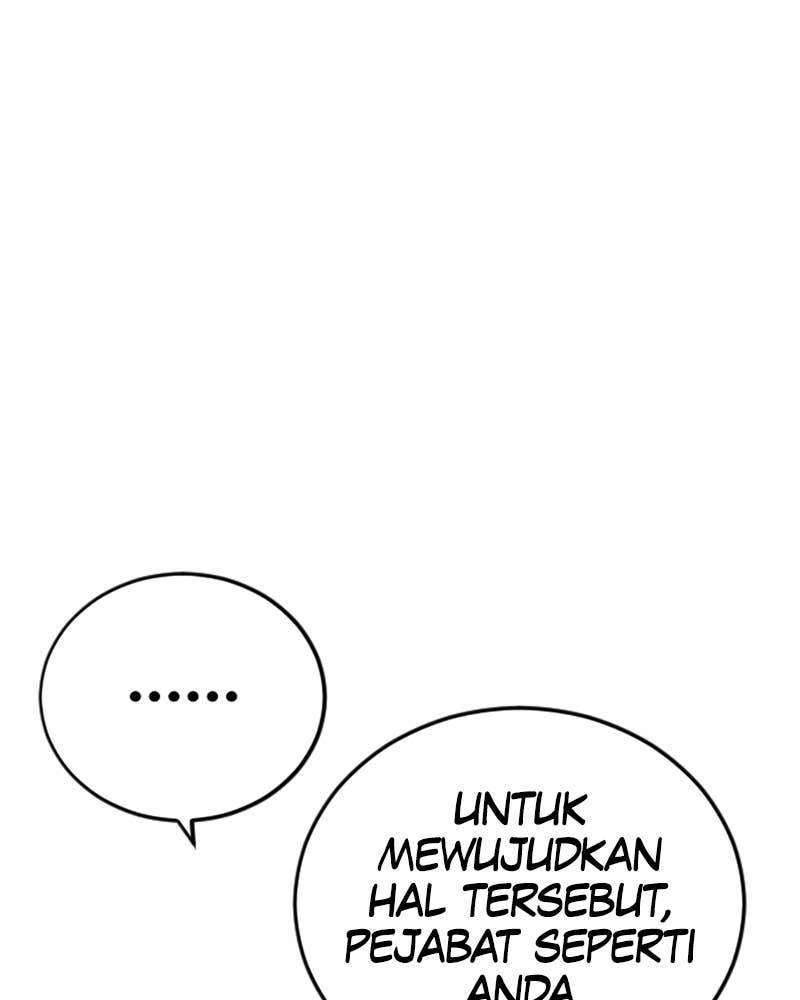 ••••••
UNTUK
MEWUJUDKAN
HAL TERSEBUT,
PEJABAT SEPERTI
ANDA